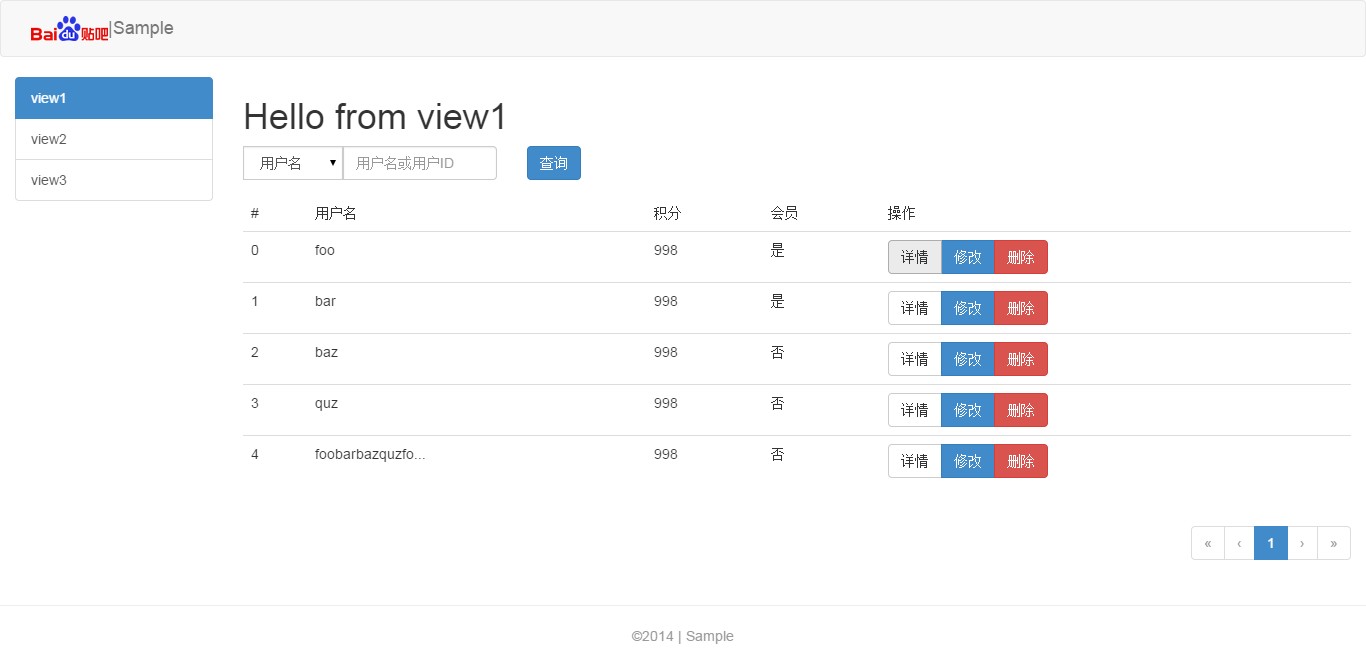 Bai du 贴吧 |Sample
view1
view2
view3
Hello from view1
用户名 用户名或用户ID 查询
# 用户名 积分 会员 操作
0 foo 998 是 详情 修改 删除
1 bar 998 是 详情 修改 删除
2 baz 998 否 详情 修改 删除
3 quz 998 否 详情 修改 删除
4 foobarbazquzfo... 998 否 详情 修改 删除
« ‹ 1 › »
©2014 | Sample